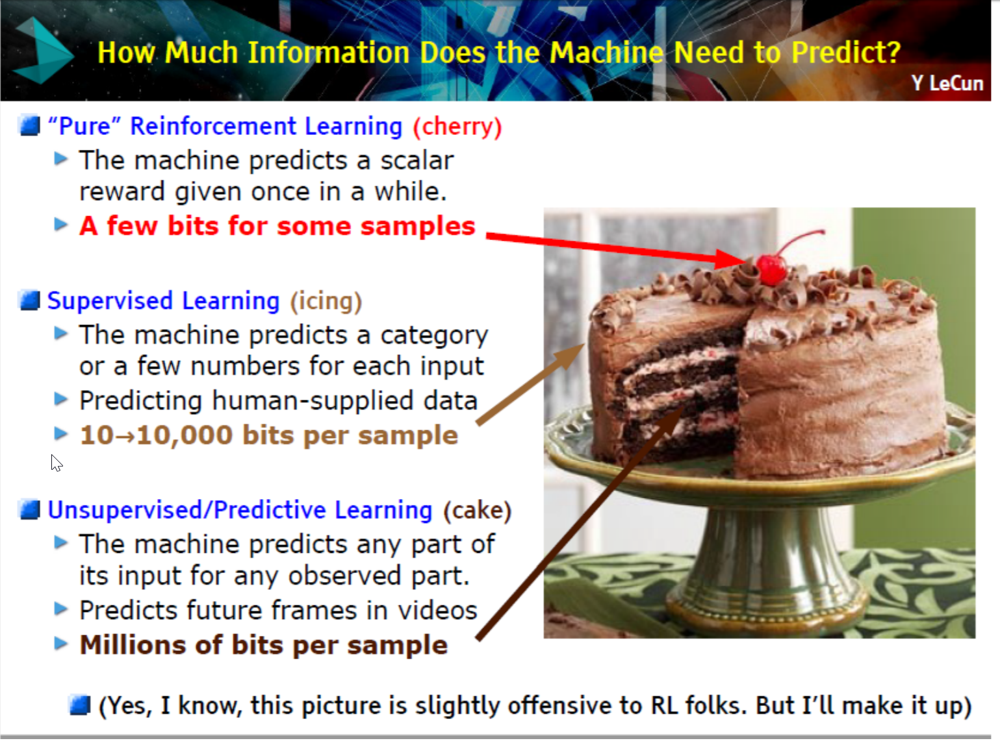 How Much Information Does the Machine Need to Predict?
Y LeCun
“Pure” Reinforcement Learning (cherry)
The machine predicts a scalar
reward given once in a while.
A few bits for some samples
Supervised Learning (icing)
The machine predicts a category
or a few numbers for each input
Predicting human-supplied data
10→10,000 bits per sample
Unsupervised/Predictive Learning (cake)
The machine predicts any part of
its input for any observed part.
Predicts future frames in videos
Millions of bits per sample
(Yes, I know, this picture is slightly offensive to RL folks. But I’ll make it up)